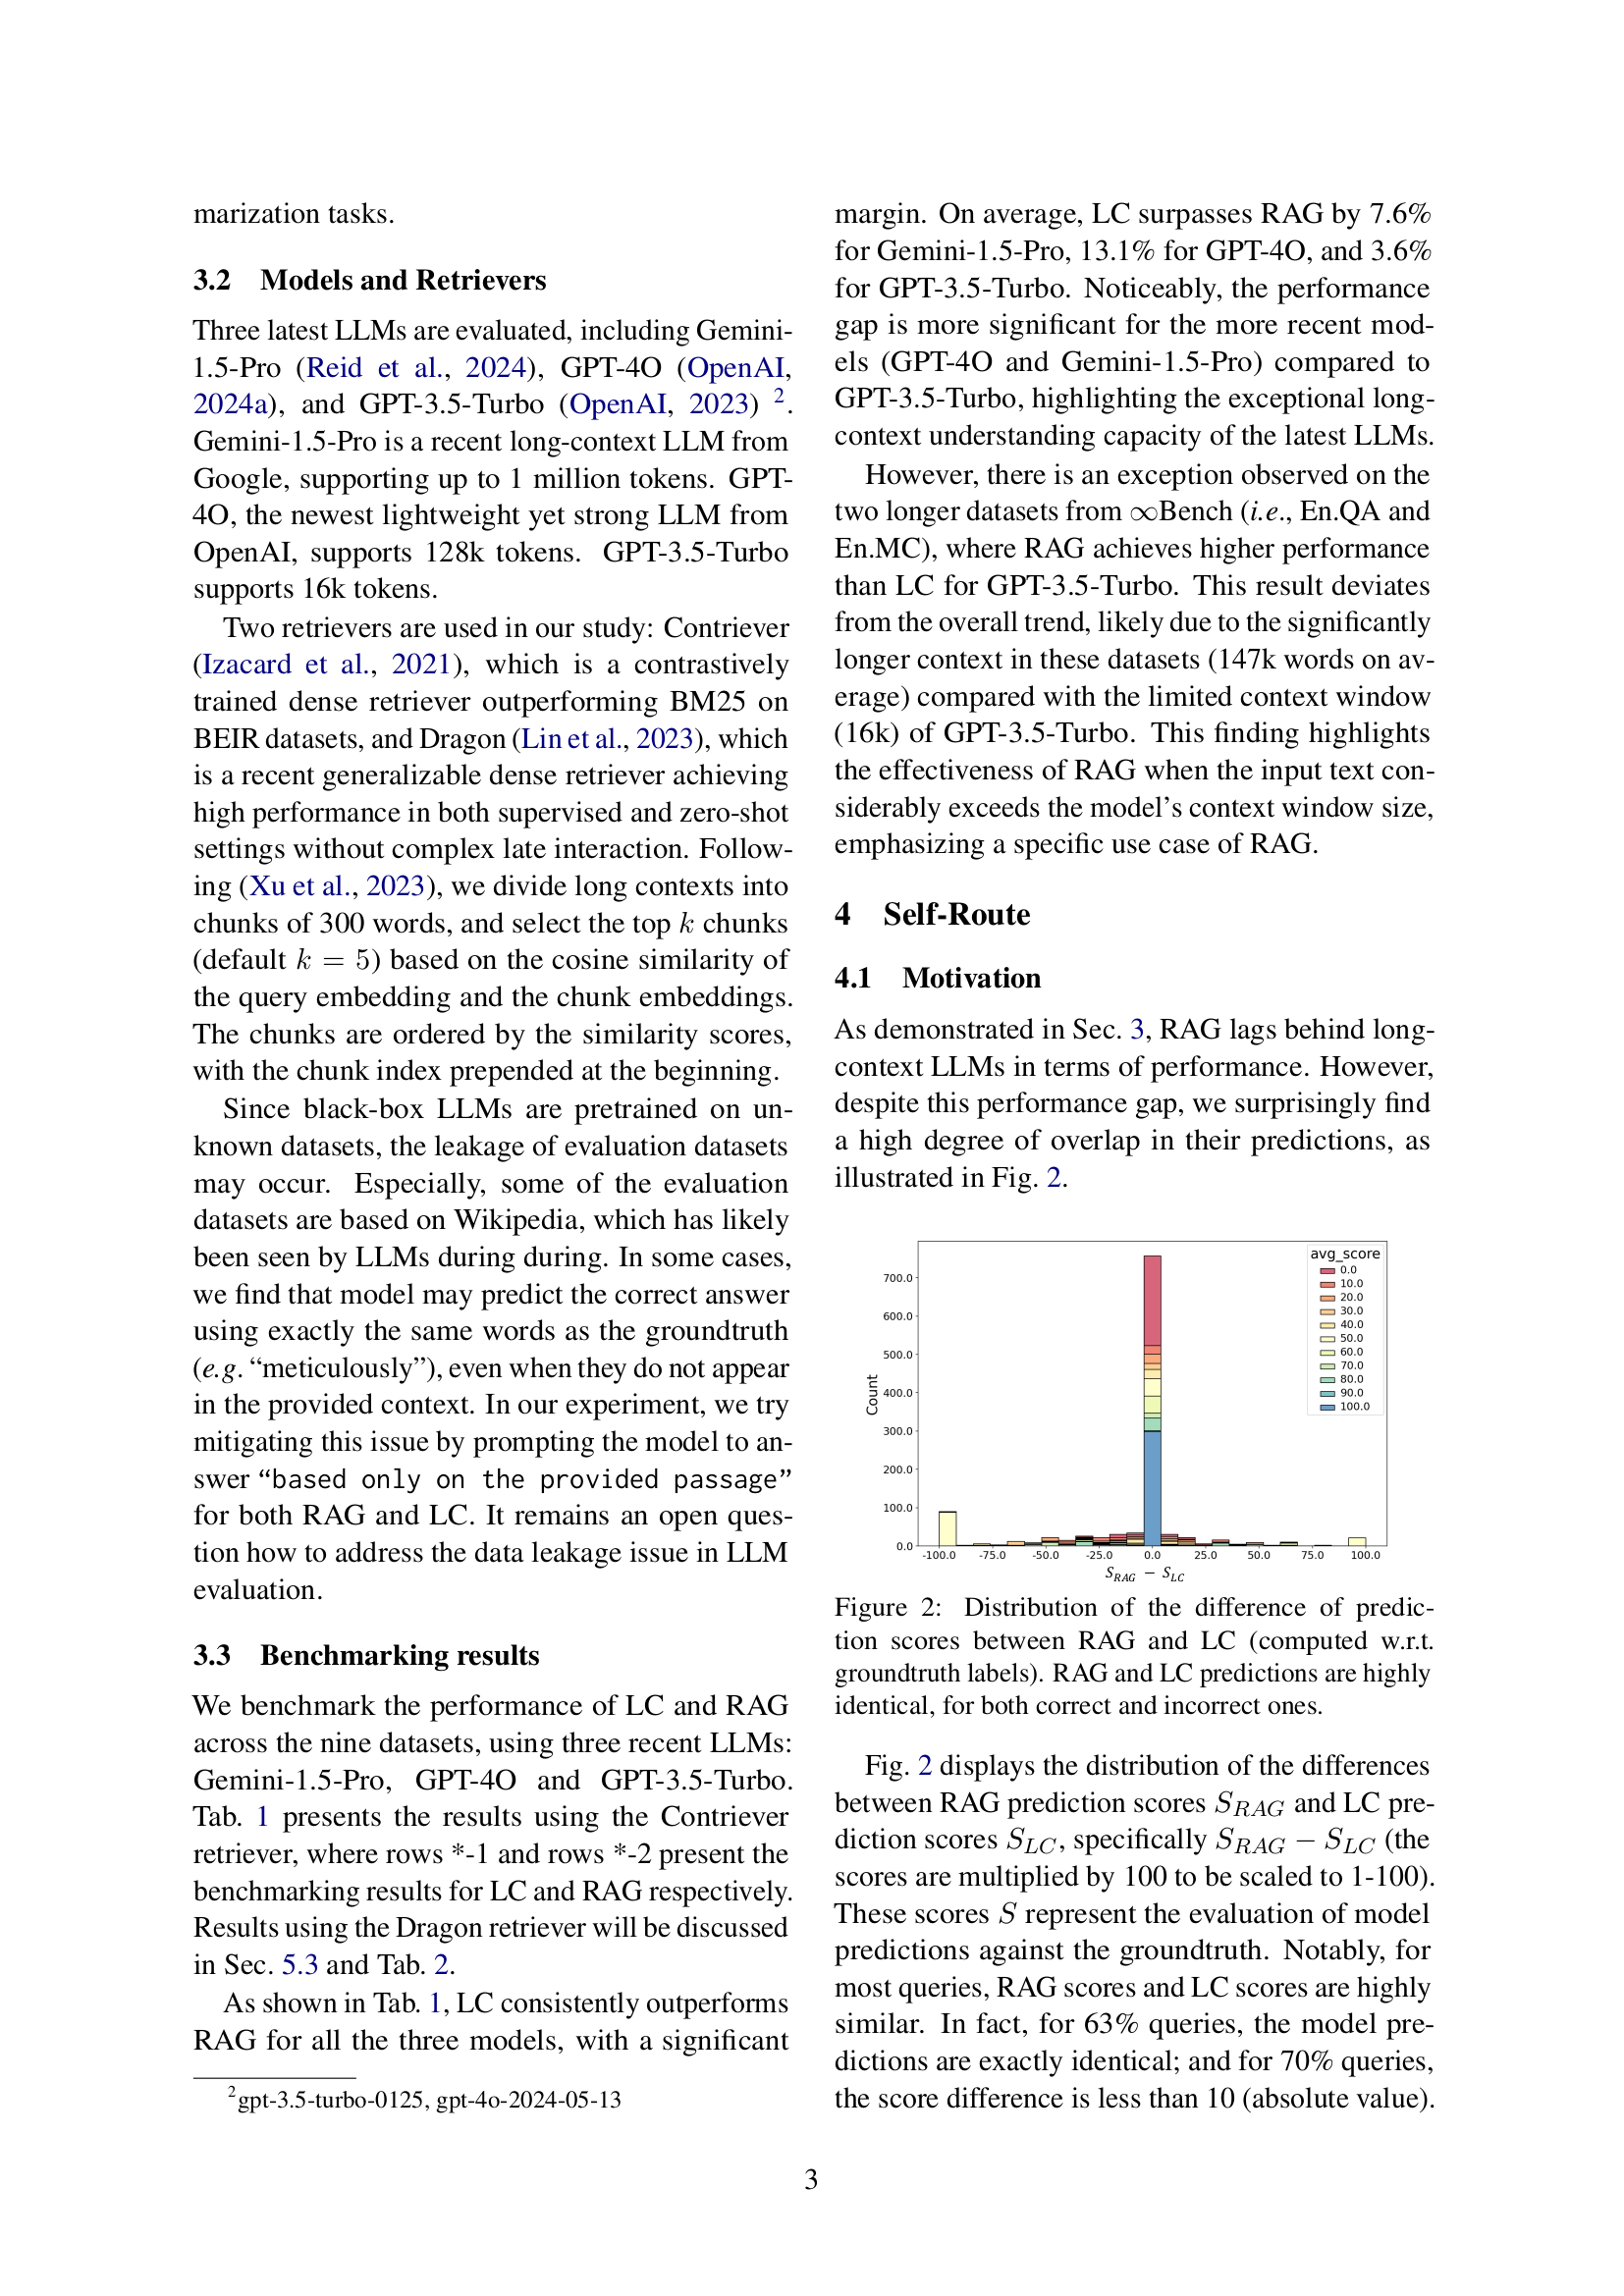 marization tasks.
3.2 Models and Retrievers
Three latest LLMs are evaluated, including Gemini-
1.5-Pro (Reid et al., 2024), GPT-4O (OpenAI,
2024a), and GPT-3.5-Turbo (OpenAI, 2023) 2.
Gemini-1.5-Pro is a recent long-context LLM from
Google, supporting up to 1 million tokens. GPT-
4O, the newest lightweight yet strong LLM from
OpenAI, supports 128k tokens. GPT-3.5-Turbo
supports 16k tokens.
Two retrievers are used in our study: Contriever
(Izacard et al., 2021), which is a contrastively
trained dense retriever outperforming BM25 on
BEIR datasets, and Dragon (Lin et al., 2023), which
is a recent generalizable dense retriever achieving
high performance in both supervised and zero-shot
settings without complex late interaction. Follow-
ing (Xu et al., 2023), we divide long contexts into
chunks of 300 words, and select the top k chunks
(default k = 5) based on the cosine similarity of
the query embedding and the chunk embeddings.
The chunks are ordered by the similarity scores,
with the chunk index prepended at the beginning.
Since black-box LLMs are pretrained on un-
known datasets, the leakage of evaluation datasets
may occur. Especially, some of the evaluation
datasets are based on Wikipedia, which has likely
been seen by LLMs during during. In some cases,
we find that model may predict the correct answer
using exactly the same words as the groundtruth
(e.g. “meticulously”), even when they do not appear
in the provided context. In our experiment, we try
mitigating this issue by prompting the model to an-
swer “based only on the provided passage”
for both RAG and LC. It remains an open ques-
tion how to address the data leakage issue in LLM
evaluation.
3.3 Benchmarking results
We benchmark the performance of LC and RAG
across the nine datasets, using three recent LLMs:
Gemini-1.5-Pro, GPT-4O and GPT-3.5-Turbo.
Tab. 1 presents the results using the Contriever
retriever, where rows *-1 and rows *-2 present the
benchmarking results for LC and RAG respectively.
Results using the Dragon retriever will be discussed
in Sec. 5.3 and Tab. 2.
As shown in Tab. 1, LC consistently outperforms
RAG for all the three models, with a significant
2gpt-3.5-turbo-0125, gpt-4o-2024-05-13
margin. On average, LC surpasses RAG by 7.6%
for Gemini-1.5-Pro, 13.1% for GPT-4O, and 3.6%
for GPT-3.5-Turbo. Noticeably, the performance
gap is more significant for the more recent mod-
els (GPT-4O and Gemini-1.5-Pro) compared to
GPT-3.5-Turbo, highlighting the exceptional long-
context understanding capacity of the latest LLMs.
However, there is an exception observed on the
two longer datasets from ∞Bench (i.e., En.QA and
En.MC), where RAG achieves higher performance
than LC for GPT-3.5-Turbo. This result deviates
from the overall trend, likely due to the significantly
longer context in these datasets (147k words on av-
erage) compared with the limited context window
(16k) of GPT-3.5-Turbo. This finding highlights
the effectiveness of RAG when the input text con-
siderably exceeds the model’s context window size,
emphasizing a specific use case of RAG.
4 Self-Route
4.1 Motivation
As demonstrated in Sec. 3, RAG lags behind long-
context LLMs in terms of performance. However,
despite this performance gap, we surprisingly find
a high degree of overlap in their predictions, as
illustrated in Fig. 2.
avg_score
0.0
10.0
20.0
30.0
40.0
50.0
60.0
70.0
80.0
90.0
100.0
Count
700.0
600.0
500.0
400.0
300.0
200.0
100.0
0.0
-100.0 -75.0 -50.0 -25.0 0.0 25.0 50.0 75.0 100.0
SRAG − SLC
Figure 2: Distribution of the difference of predic-
tion scores between RAG and LC (computed w.r.t.
groundtruth labels). RAG and LC predictions are highly
identical, for both correct and incorrect ones.
Fig. 2 displays the distribution of the differences
between RAG prediction scores SRAG and LC pre-
diction scores SLC, specifically SRAG − SLC (the
scores are multiplied by 100 to be scaled to 1-100).
These scores S represent the evaluation of model
predictions against the groundtruth. Notably, for
most queries, RAG scores and LC scores are highly
similar. In fact, for 63% queries, the model pre-
dictions are exactly identical; and for 70% queries,
the score difference is less than 10 (absolute value).
3